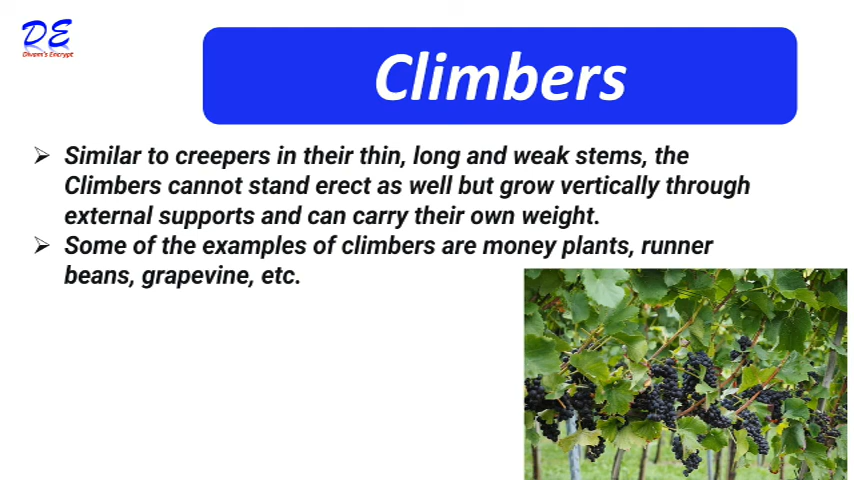 DE
Divam's Encrypt
Climbers
➢ Similar to creepers in their thin, long and weak stems, the
Climbers cannot stand erect as well but grow vertically through
external supports and can carry their own weight.
➢ Some of the examples of climbers are money plants, runner
beans, grapevine, etc.